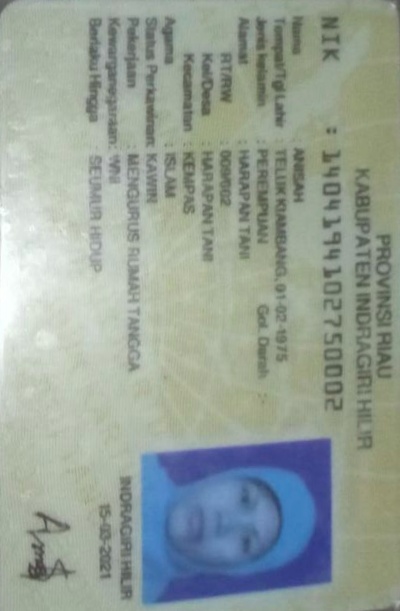 PROVINSI RIAU
KABUPATEN INDRAGIRI HILIR
NIK : 1404194102750002
Nama : ANISAH
Tempat/Tgl Lahir : TELUK KIAMBANG, 01-02-1975
Jenis kelamin : PEREMPUAN Gol. Darah : -
Alamat : HARAPAN TANI
RT/RW : 009/002
Kel/Desa : HARAPAN TANI
Kecamatan : KEMPAS
Agama : ISLAM
Status Perkawinan: KAWIN
Pekerjaan : MENGURUS RUMAH TANGGA
Kewarganegaraan: WNI
Berlaku Hingga : SEUMUR HIDUP
INDRAGIRI HILIR
15-03-2021